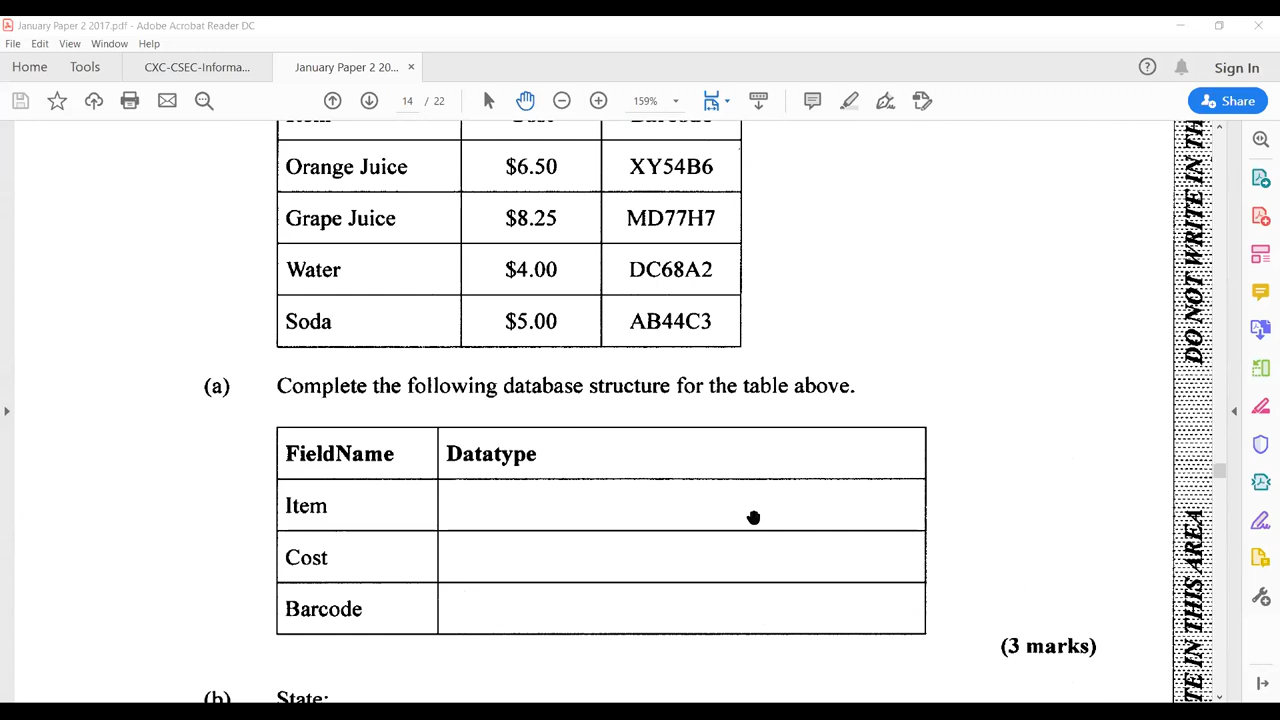 January Paper 2 2017.pdf - Adobe Acrobat Reader DC
File Edit View Window Help
Home Tools CXC-CSEC-Informa... January Paper 2 20... ×
14 / 22 159% Share
? Sign In
Item Cost Barcode
Orange Juice $6.50 XY54B6
Grape Juice $8.25 MD77H7
Water $4.00 DC68A2
Soda $5.00 AB44C3
(a) Complete the following database structure for the table above.
FieldName Datatype
Item
Cost
Barcode
(3 marks)
(b) State:
DO NOT WRITE IN TH
TE IN THIS AREA